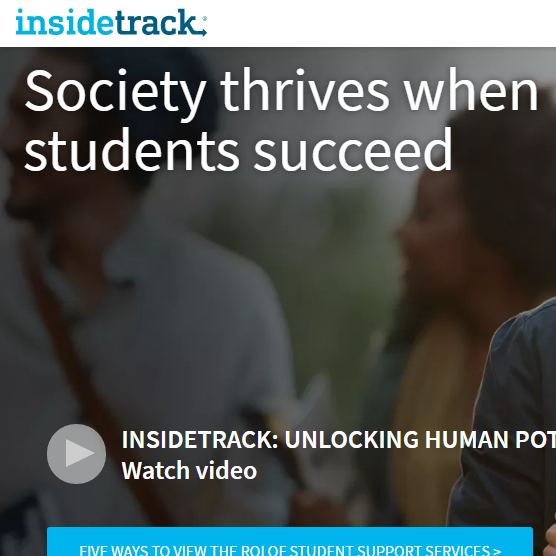 insidetrack
Society thrives when
students succeed
INSIDETRACK: UNLOCKING HUMAN POT
Watch video
FIVE WAYS TO VIEW THE ROI OF STUDENT SUPPORT SERVICES >